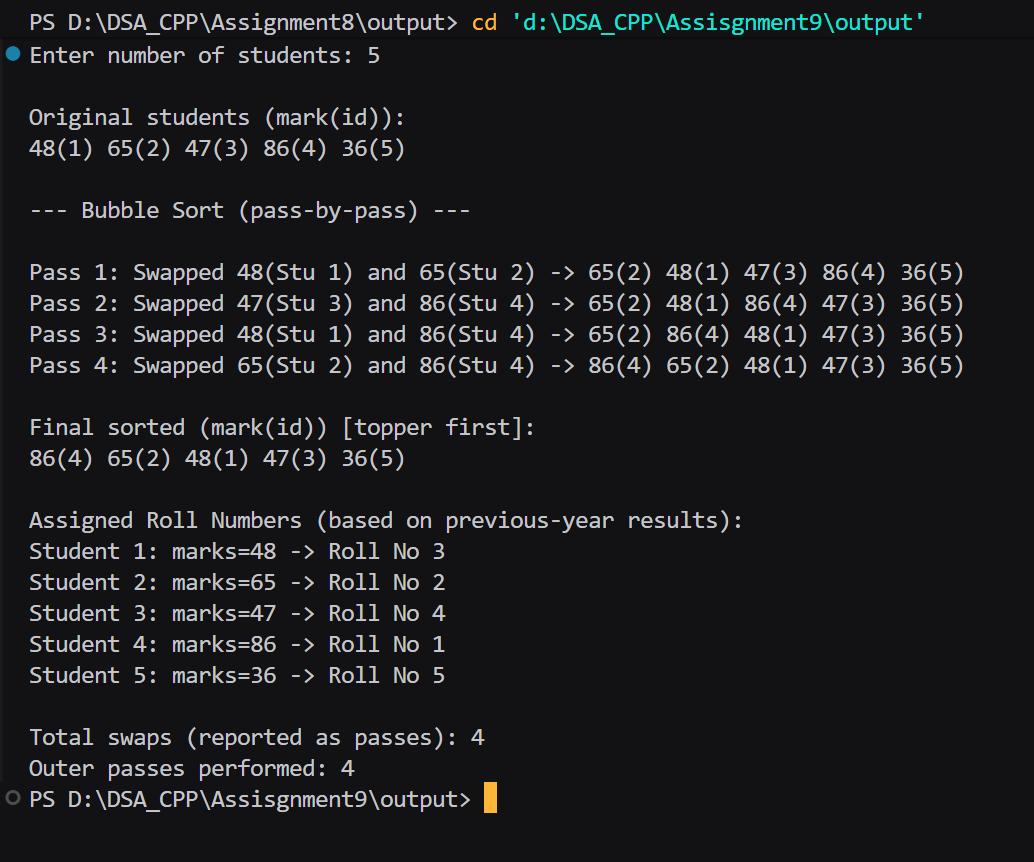 PS D:\DSA_CPP\Assignment8\output> cd 'd:\DSA_CPP\Assisgnment9\output'
Enter number of students: 5
Original students (mark(id)):
48(1) 65(2) 47(3) 86(4) 36(5)
--- Bubble Sort (pass-by-pass) ---
Pass 1: Swapped 48(Stu 1) and 65(Stu 2) -> 65(2) 48(1) 47(3) 86(4) 36(5)
Pass 2: Swapped 47(Stu 3) and 86(Stu 4) -> 65(2) 48(1) 86(4) 47(3) 36(5)
Pass 3: Swapped 48(Stu 1) and 86(Stu 4) -> 65(2) 86(4) 48(1) 47(3) 36(5)
Pass 4: Swapped 65(Stu 2) and 86(Stu 4) -> 86(4) 65(2) 48(1) 47(3) 36(5)
Final sorted (mark(id)) [topper first]:
86(4) 65(2) 48(1) 47(3) 36(5)
Assigned Roll Numbers (based on previous-year results):
Student 1: marks=48 -> Roll No 3
Student 2: marks=65 -> Roll No 2
Student 3: marks=47 -> Roll No 4
Student 4: marks=86 -> Roll No 1
Student 5: marks=36 -> Roll No 5
Total swaps (reported as passes): 4
Outer passes performed: 4
PS D:\DSA_CPP\Assisgnment9\output>